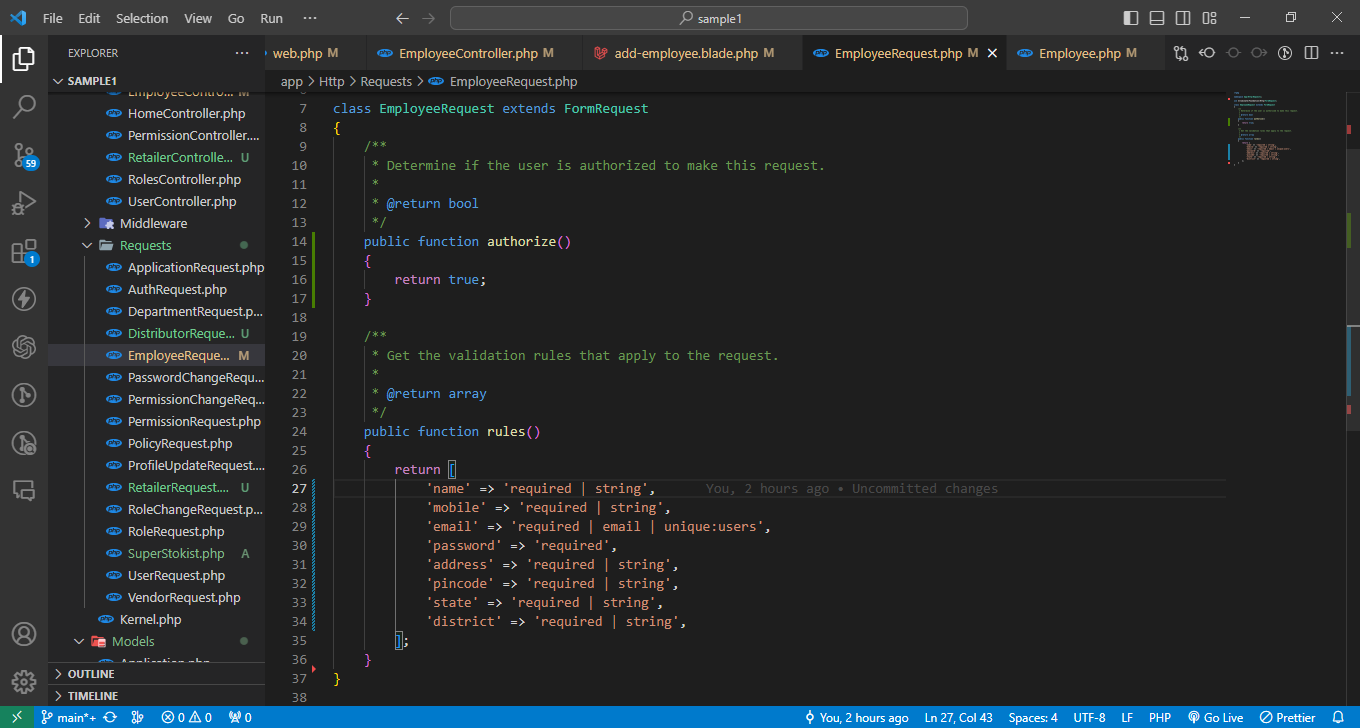 File Edit Selection View Go Run ··· sample1
EXPLORER ···
web.php M EmployeeController.php M add-employee.blade.php M EmployeeRequest.php M Employee.php M
SAMPLE1
app > Http > Requests > EmployeeRequest.php
EmployeeContro... M
HomeController.php
PermissionController....
RetailerControlle... U
RolesController.php
UserController.php
Middleware
Requests
ApplicationRequest.php
AuthRequest.php
DepartmentRequest.p...
DistributorReque... U
EmployeeReque... M
PasswordChangeRequ...
PermissionChangeReq...
PermissionRequest.php
PolicyRequest.php
ProfileUpdateRequest....
RetailerRequest.... U
RoleChangeRequest.p...
RoleRequest.php
SuperStokist.php A
UserRequest.php
VendorRequest.php
Kernel.php
Models
Application.php
OUTLINE
TIMELINE
59
1
7 class EmployeeRequest extends FormRequest
8 {
9 /**
10 * Determine if the user is authorized to make this request.
11 *
12 * @return bool
13 */
14 public function authorize()
15 {
16 return true;
17 }
18
19 /**
20 * Get the validation rules that apply to the request.
21 *
22 * @return array
23 */
24 public function rules()
25 {
26 return [
27 'name' => 'required | string', You, 2 hours ago • Uncommitted changes
28 'mobile' => 'required | string',
29 'email' => 'required | email | unique:users',
30 'password' => 'required',
31 'address' => 'required | string',
32 'pincode' => 'required | string',
33 'state' => 'required | string',
34 'district' => 'required | string',
35 ];
36 }
37 }
38
main*+ 0 0 0 You, 2 hours ago Ln 27, Col 43 Spaces: 4 UTF-8 LF PHP Go Live Prettier